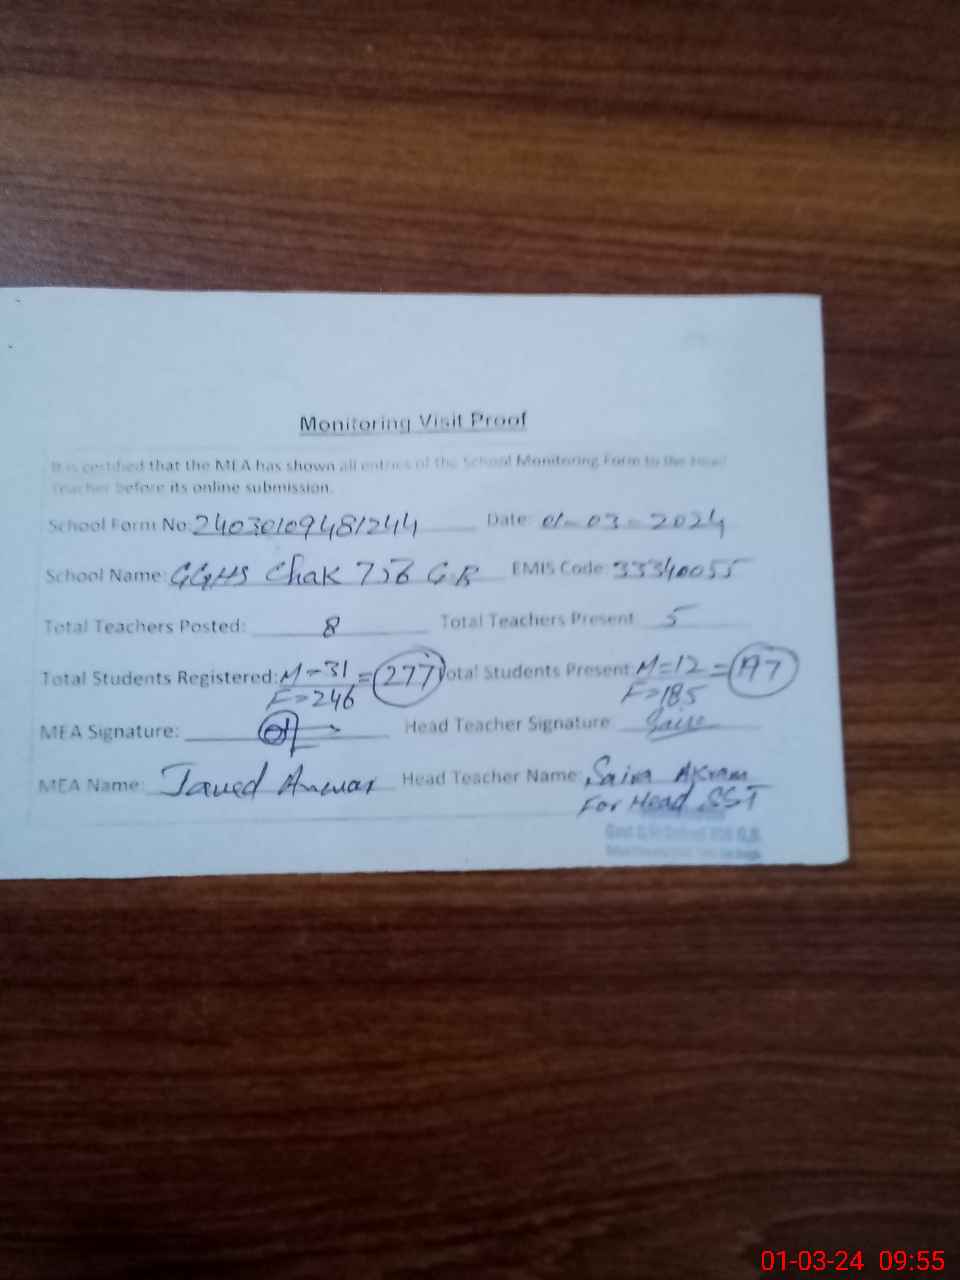 Monitoring Visit Proof
It is certified that the MEA has shown all entries of the School Monitoring Form to the Head
Teacher before its online submission.
School Form No: 24030109481244 Date: 01-03-2024
School Name: GGHS Chak 756 GB EMIS Code: 33340055
Total Teachers Posted: 8 Total Teachers Present 5
Total Students Registered: M=31 = 277 Total Students Present: M=12 = 197
F=246 F=185
MEA Signature: Head Teacher Signature
MEA Name: Javed Anwar Head Teacher Name: Saira Akram
For Head SST
01-03-24 09:55